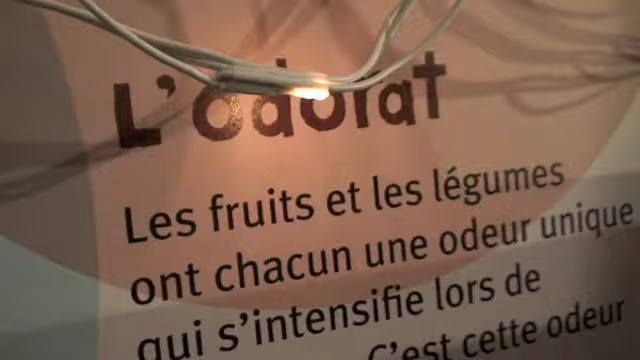 L'odorat
Les fruits et les légumes
ont chacun une odeur unique
qui s'intensifie lors de
C'est cette odeur